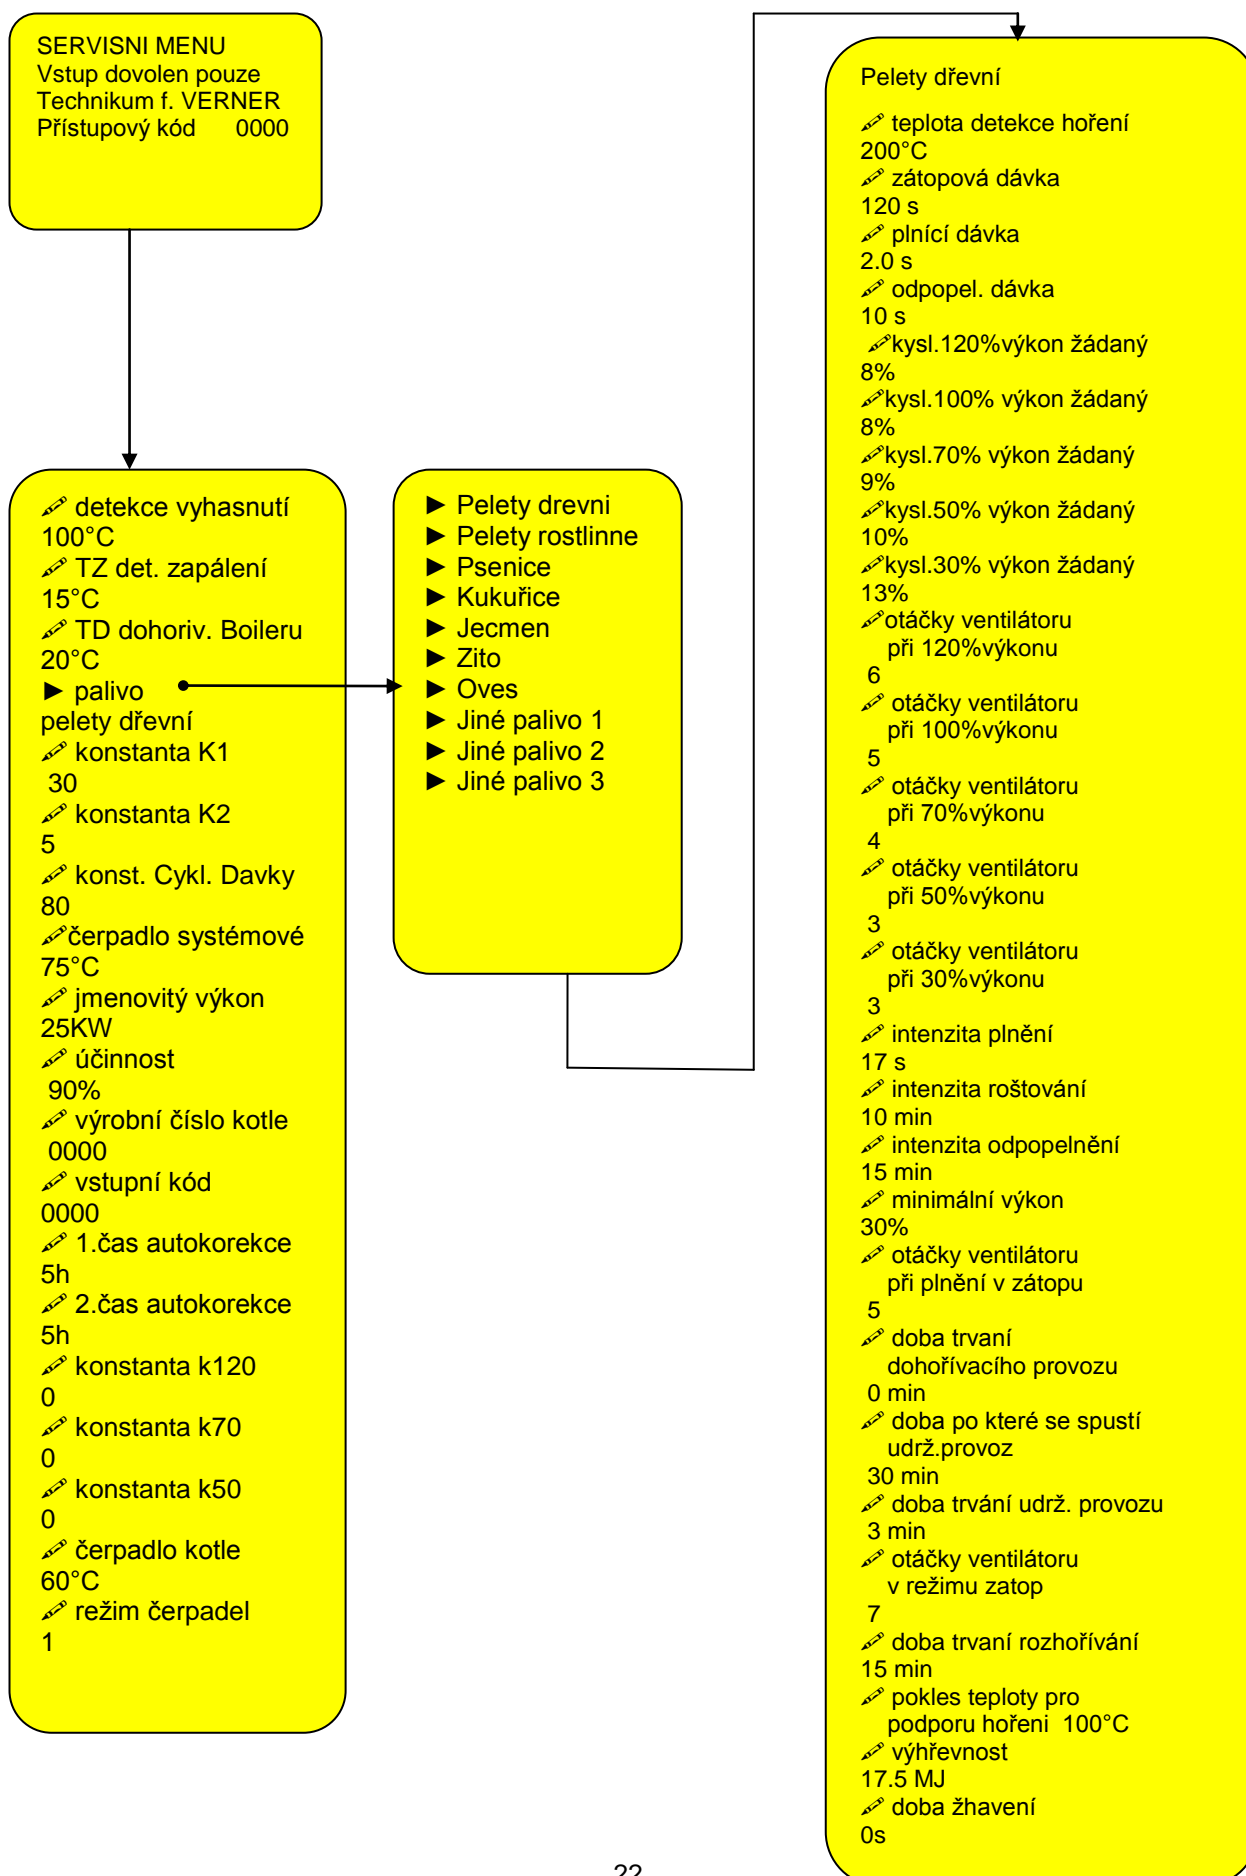 SERVISNI MENU
Vstup dovolen pouze
Technikum f. VERNER
Přístupový kód 0000
detekce vyhasnutí
100°C
TZ det. zapálení
15°C
TD dohoriv. Boileru
20°C
► palivo
pelety dřevní
konstanta K1
30
konstanta K2
5
konst. Cykl. Davky
80
čerpadlo systémové
75°C
jmenovitý výkon
25KW
účinnost
90%
výrobní číslo kotle
0000
vstupní kód
0000
1.čas autokorekce
5h
2.čas autokorekce
5h
konstanta k120
0
konstanta k70
0
konstanta k50
0
čerpadlo kotle
60°C
režim čerpadel
1
► Pelety drevni
► Pelety rostlinne
► Psenice
► Kukuřice
► Jecmen
► Zito
► Oves
► Jiné palivo 1
► Jiné palivo 2
► Jiné palivo 3
Pelety dřevní
teplota detekce hoření
200°C
zátopová dávka
120 s
plnící dávka
2.0 s
odpopel. dávka
10 s
kysl.120%výkon žádaný
8%
kysl.100% výkon žádaný
8%
kysl.70% výkon žádaný
9%
kysl.50% výkon žádaný
10%
kysl.30% výkon žádaný
13%
otáčky ventilátoru
při 120%výkonu
6
otáčky ventilátoru
při 100%výkonu
5
otáčky ventilátoru
při 70%výkonu
4
otáčky ventilátoru
při 50%výkonu
3
otáčky ventilátoru
při 30%výkonu
3
intenzita plnění
17 s
intenzita roštování
10 min
intenzita odpopelnění
15 min
minimální výkon
30%
otáčky ventilátoru
při plnění v zátopu
5
doba trvaní
dohořívacího provozu
0 min
doba po které se spustí
udrž.provoz
30 min
doba trvání udrž. provozu
3 min
otáčky ventilátoru
v režimu zatop
7
doba trvaní rozhořívání
15 min
pokles teploty pro
podporu hořeni 100°C
výhřevnost
17.5 MJ
doba žhavení
0s
22